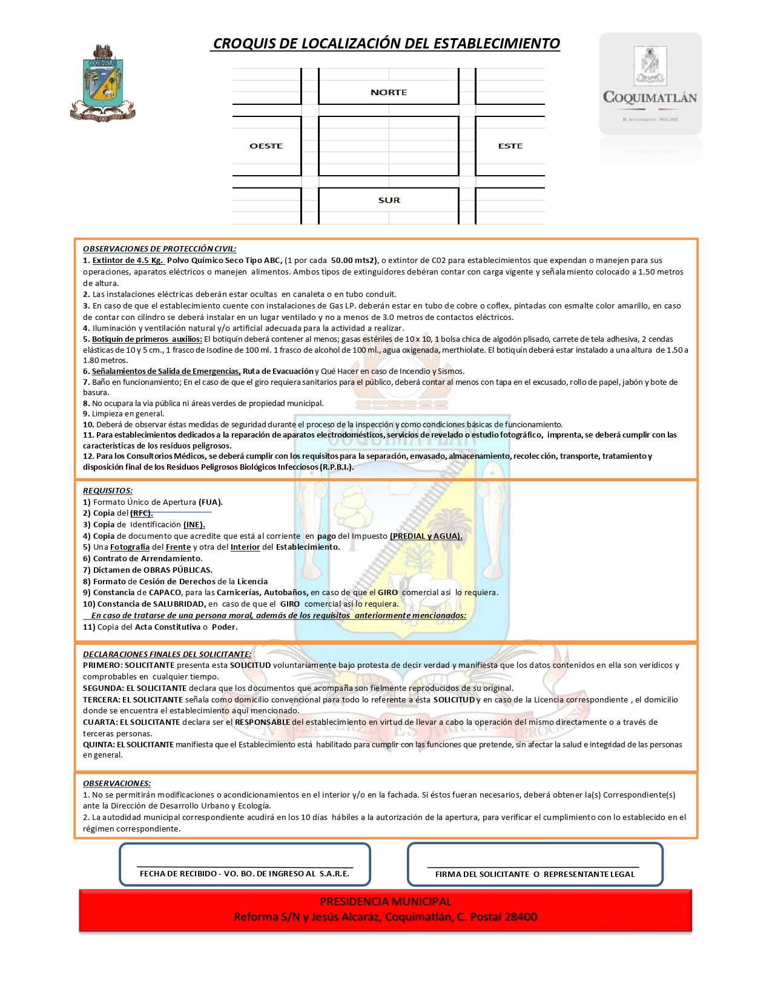 CROQUIS DE LOCALIZACIÓN DEL ESTABLECIMIENTO
COQUIMATLÁN
COQUIMATLÁN
H. AYUNTAMIENTO 2018-2021
NORTE
OESTE
ESTE
SUR
OBSERVACIONES DE PROTECCIÓN CIVIL:
1. Extintor de 4.5 Kg. Polvo Químico Seco Tipo ABC, (1 por cada 50.00 mts2), o extintor de C02 para establecimientos que expendan o manejen para sus
operaciones, aparatos eléctricos o manejen alimentos. Ambos tipos de extinguidores debéran contar con carga vigente y señalamiento colocado a 1.50 metros
de altura.
2. Las instalaciones eléctricas deberán estar ocultas en canaleta o en tubo conduit.
3. En caso de que el establecimiento cuente con instalaciones de Gas LP. deberán estar en tubo de cobre o coflex, pintadas con esmalte color amarillo, en caso
de contar con cilindro se deberá instalar en un lugar ventilado y no a menos de 3.0 metros de contactos eléctricos.
4. Iluminación y ventilación natural y/o artificial adecuada para la actividad a realizar.
5. Botiquín de primeros auxilios: El botiquín deberá contener al menos; gasas estériles de 10 x 10, 1 bolsa chica de algodón plisado, carrete de tela adhesiva, 2 cendas
elásticas de 10 y 5 cm., 1 frasco de Isodine de 100 ml. 1 frasco de alcohol de 100 ml., agua oxigenada, merthiolate. El botiquín deberá estar instalado a una altura de 1.50 a
1.80 metros.
6. Señalamientos de Salida de Emergencias, Ruta de Evacuación y Qué Hacer en caso de Incendio y Sismos.
7. Baño en funcionamiento; En el caso de que el giro requiera sanitarios para el público, deberá contar al menos con tapa en el excusado, rollo de papel, jabón y bote de
basura.
8. No ocupara la via pública ni áreas verdes de propiedad municipal.
9. Limpieza en general.
10. Deberá de observar éstas medidas de seguridad durante el proceso de la inspección y como condiciones básicas de funcionamiento.
11. Para establecimientos dedicados a la reparación de aparatos electrodomésticos, servicios de revelado o estudio fotográfico, imprenta, se deberá cumplir con las
características de los residuos peligrosos.
12. Para los Consultorios Médicos, se deberá cumplir con los requisitos para la separación, envasado, almacenamiento, recolección, transporte, tratamiento y
disposición final de los Residuos Peligrosos Biológicos Infecciosos (R.P.B.I.).
COQUIMATLAN
REQUISITOS:
1) Formato Único de Apertura (FUA).
2) Copia del (RFC).
3) Copia de Identificación (INE).
4) Copia de documento que acredite que está al corriente en pago del Impuesto (PREDIAL y AGUA).
5) Una Fotografía del Frente y otra del Interior del Establecimiento.
6) Contrato de Arrendamiento.
7) Dictamen de OBRAS PÚBLICAS.
8) Formato de Cesión de Derechos de la Licencia
9) Constancia de CAPACO, para las Carnicerías, Autobaños, en caso de que el GIRO comercial así lo requiera.
10) Constancia de SALUBRIDAD, en caso de que el GIRO comercial así lo requiera.
En caso de tratarse de una persona moral, además de los requisitos anteriormente mencionados:
11) Copia del Acta Constitutiva o Poder.
DECLARACIONES FINALES DEL SOLICITANTE:
PRIMERO: SOLICITANTE presenta esta SOLICITUD voluntariamente bajo protesta de decir verdad y manifiesta que los datos contenidos en ella son verídicos y
comprobables en cualquier tiempo.
SEGUNDA: EL SOLICITANTE declara que los documentos que acompaña son fielmente reproducidos de su original.
TERCERA: EL SOLICITANTE señala como domicilio convencional para todo lo referente a ésta SOLICITUD y en caso de la Licencia correspondiente , el domicilio
donde se encuentra el establecimiento aquí mencionado.
CUARTA: EL SOLICITANTE declara ser el RESPONSABLE del establecimiento en virtud de llevar a cabo la operación del mismo directamente o a través de
terceras personas.
QUINTA: EL SOLICITANTE manifiesta que el Establecimiento está habilitado para cumplir con las funciones que pretende, sin afectar la salud e integridad de las personas
en general.
OBSERVACIONES:
1. No se permitirán modificaciones o acondicionamientos en el interior y/o en la fachada. Si éstos fueran necesarios, deberá obtener la(s) Correspondiente(s)
ante la Dirección de Desarrollo Urbano y Ecología.
2. La autodidad municipal correspondiente acudirá en los 10 días hábiles a la autorización de la apertura, para verificar el cumplimiento con lo establecido en el
régimen correspondiente.
FECHA DE RECIBIDO - VO. BO. DE INGRESO AL S.A.R.E.
FIRMA DEL SOLICITANTE O REPRESENTANTE LEGAL
PRESIDENCIA MUNICIPAL
Reforma S/N y Jesús Alcaráz, Coquimatlán, C. Postal 28400